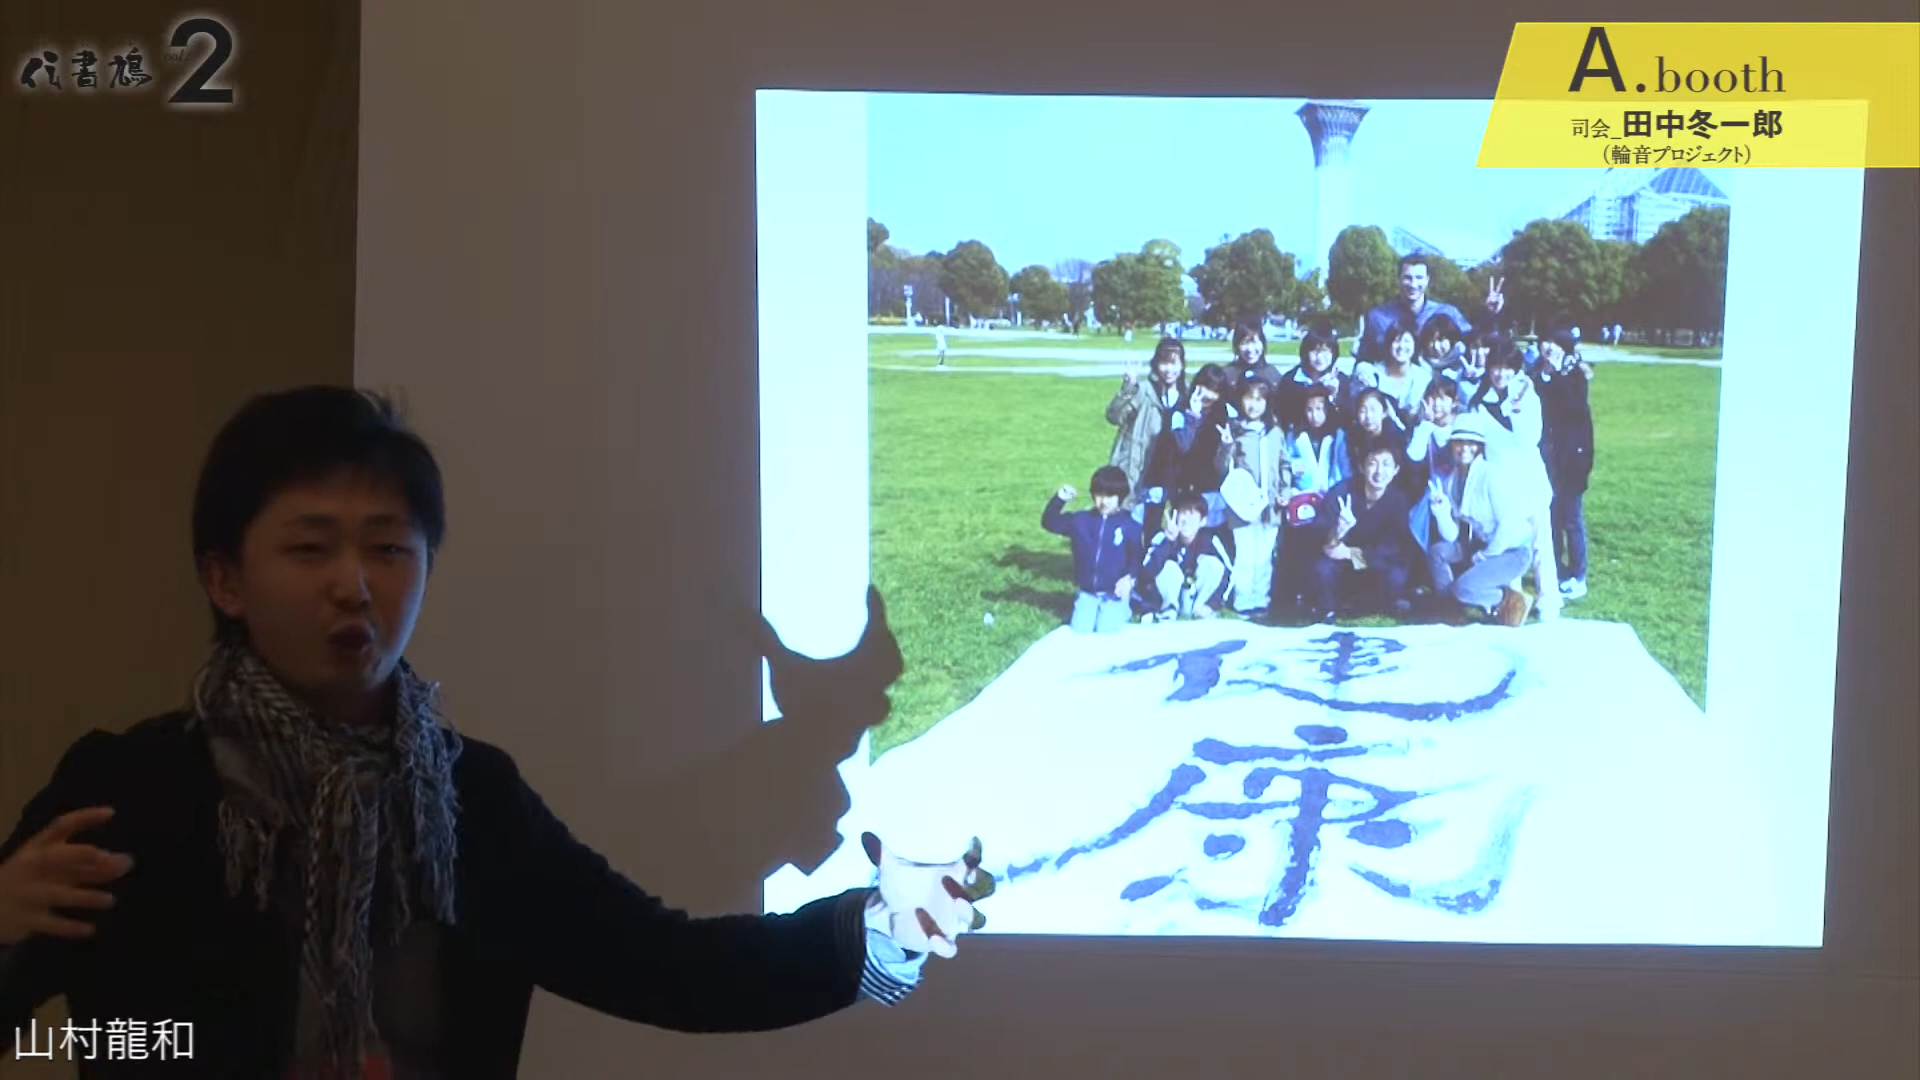 伝書鳩 vol. 2
A.booth
司会_田中冬一郎
(輪音プロジェクト)
健
康
山村龍和